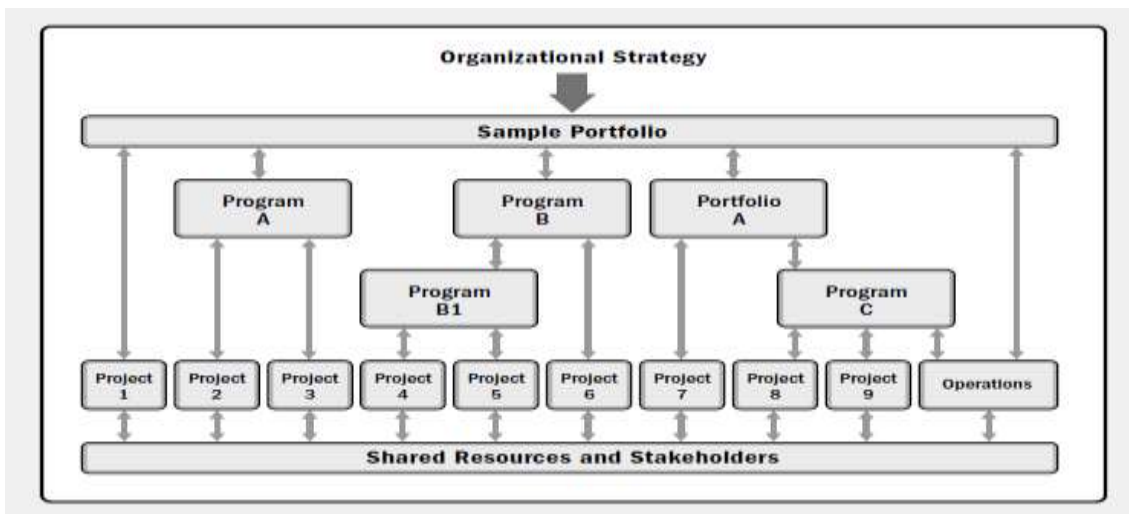 Organizational Strategy
Sample Portfolio
Program
A
Program
B
Portfolio
A
Program
B1
Program
C
Project
1
Project
2
Project
3
Project
4
Project
5
Project
6
Project
7
Project
8
Project
9
Operations
Shared Resources and Stakeholders